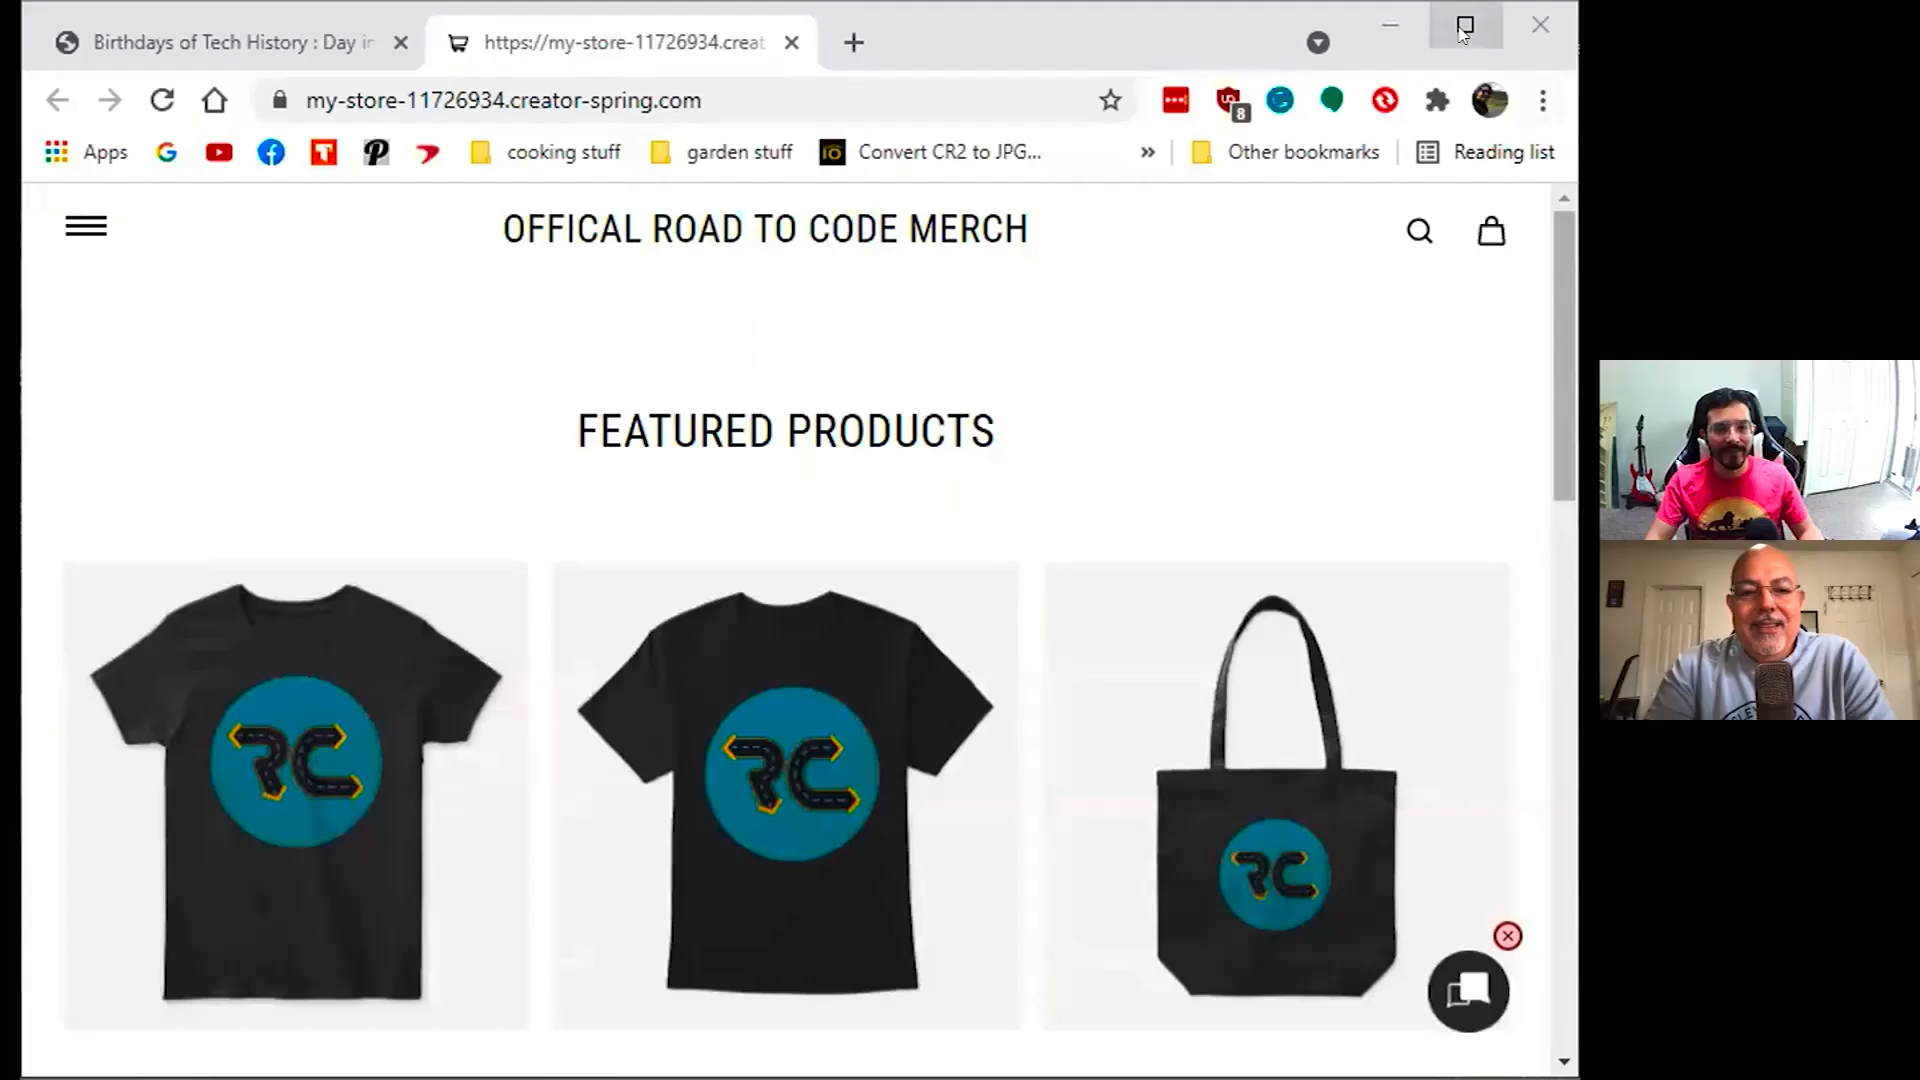 Birthdays of Tech History : Day i
https://my-store-11726934.creat
my-store-11726934.creator-spring.com
8
Apps
cooking stuff
garden stuff
Convert CR2 to JPG...
Other bookmarks
Reading list
OFFICAL ROAD TO CODE MERCH
FEATURED PRODUCTS
RC
RC
RC